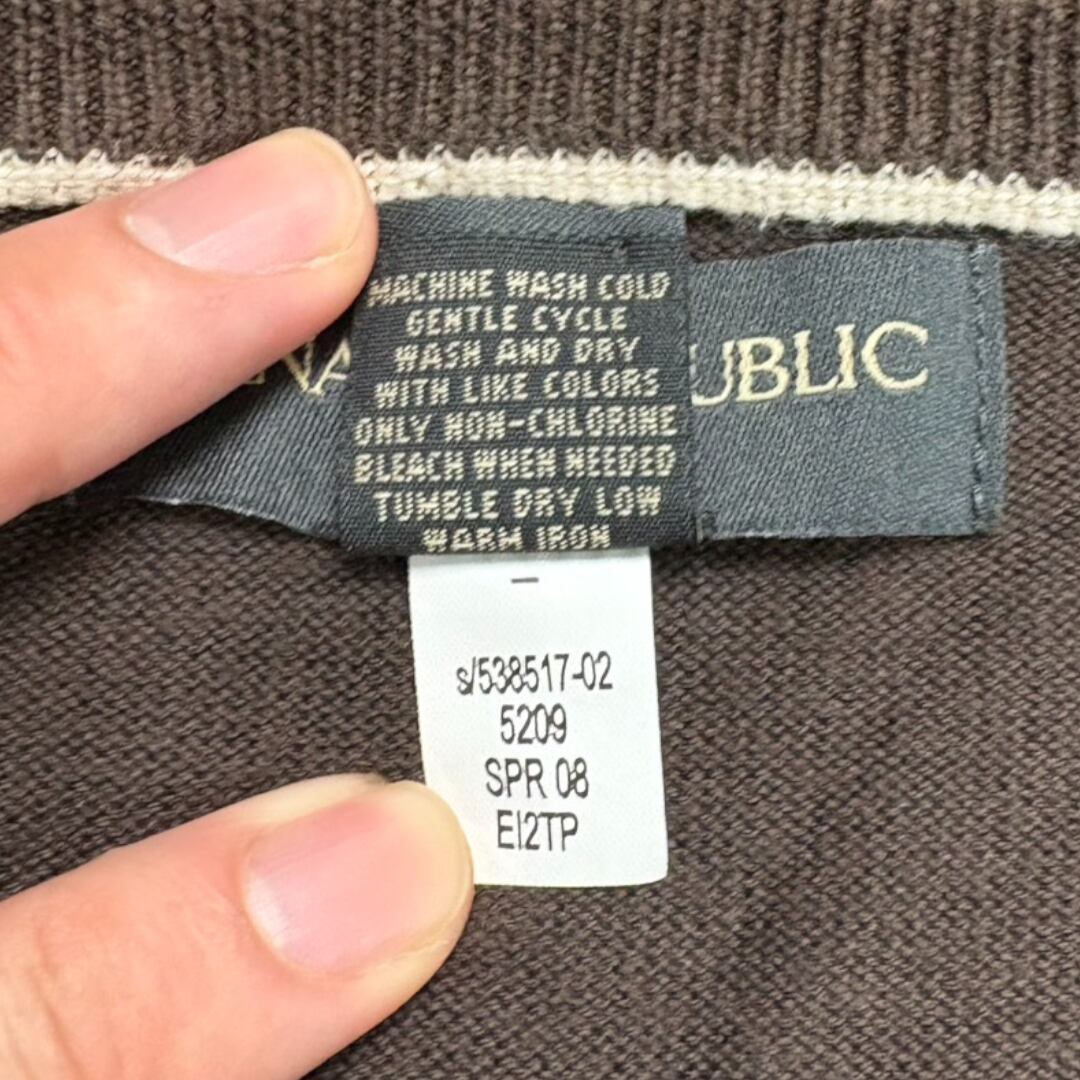 MACHINE WASH COLD
GENTLE CYCLE
WASH AND DRY
WITH LIKE COLORS
ONLY NON-CHLORINE
BLEACH WHEN NEEDED
TUMBLE DRY LOW
WARM IRON
NA UBLIC
–
s/538517-02
5209
SPR 08
EI2TP